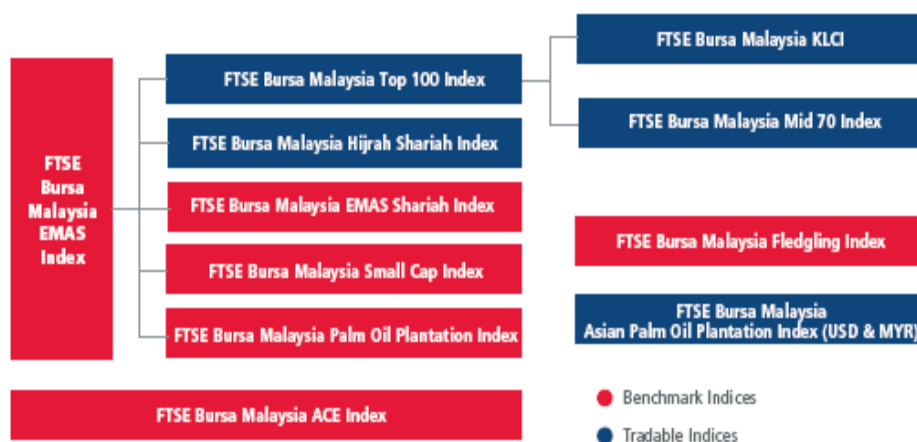 FTSE
Bursa
Malaysia
EMAS
Index
FTSE Bursa Malaysia Top 100 Index
FTSE Bursa Malaysia Hijrah Shariah Index
FTSE Bursa Malaysia EMAS Shariah Index
FTSE Bursa Malaysia Small Cap Index
FTSE Bursa Malaysia Palm Oil Plantation Index
FTSE Bursa Malaysia KLCI
FTSE Bursa Malaysia Mid 70 Index
FTSE Bursa Malaysia Fledgling Index
FTSE Bursa Malaysia
Asian Palm Oil Plantation Index (USD & MYR)
FTSE Bursa Malaysia ACE Index
Benchmark Indices
Tradable Indices